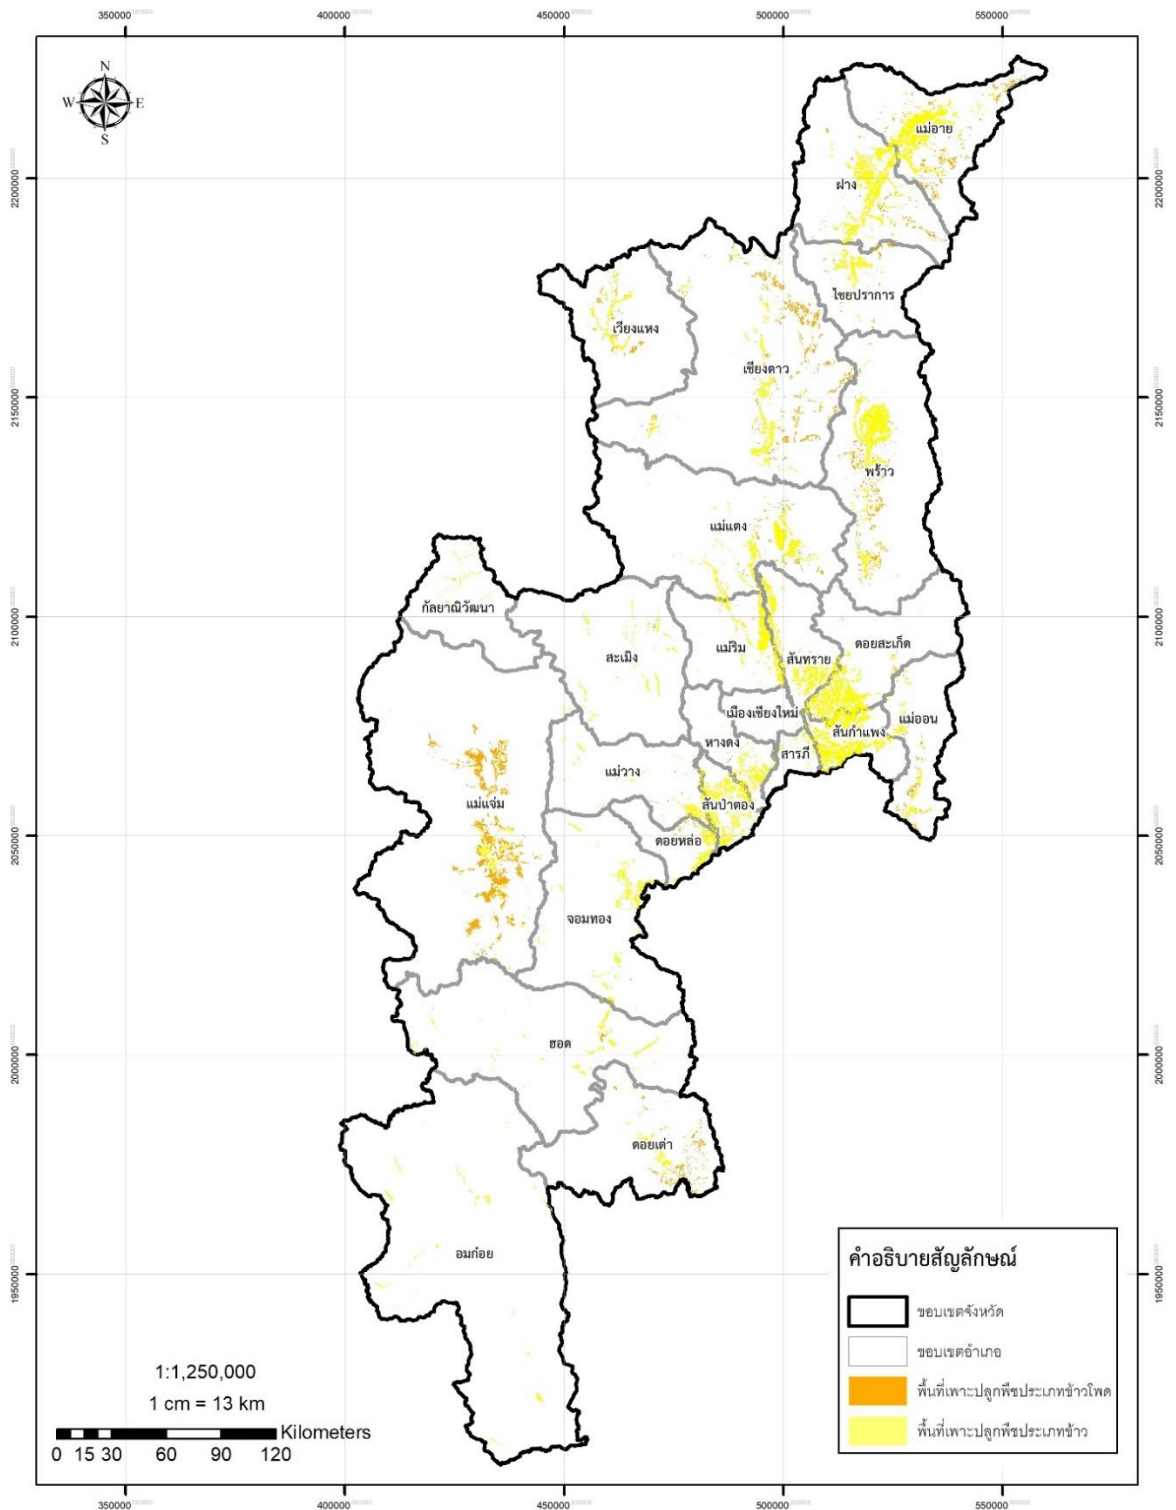 350000
400000
450000
500000
550000
N
W
E
S
แม่อาย
2200000
2200000
ฝาง
ไชยปราการ
เวียงแหง
เชียงดาว
2150000
2150000
พร้าว
แม่แตง
กัลยาณิวัฒนา
2100000
2100000
ดอยสะเก็ด
สะเมิง
แม่ริม
สันทราย
เมืองเชียงใหม่
แม่ออน
สันกำแพง
หางดง
สารภี
แม่วาง
แม่แจ่ม
สันป่าตอง
2050000
2050000
ดอยหล่อ
จอมทอง
ฮอด
2000000
2000000
ดอยเต่า
อมก๋อย
1950000
1950000
คำอธิบายสัญลักษณ์
ขอบเขตจังหวัด
ขอบเขตอำเภอ
พื้นที่เพาะปลูกพืชประเภทข้าวโพด
พื้นที่เพาะปลูกพืชประเภทข้าว
1:1,250,000
1 cm = 13 km
Kilometers
0 15 30 60 90 120
350000
400000
450000
500000
550000